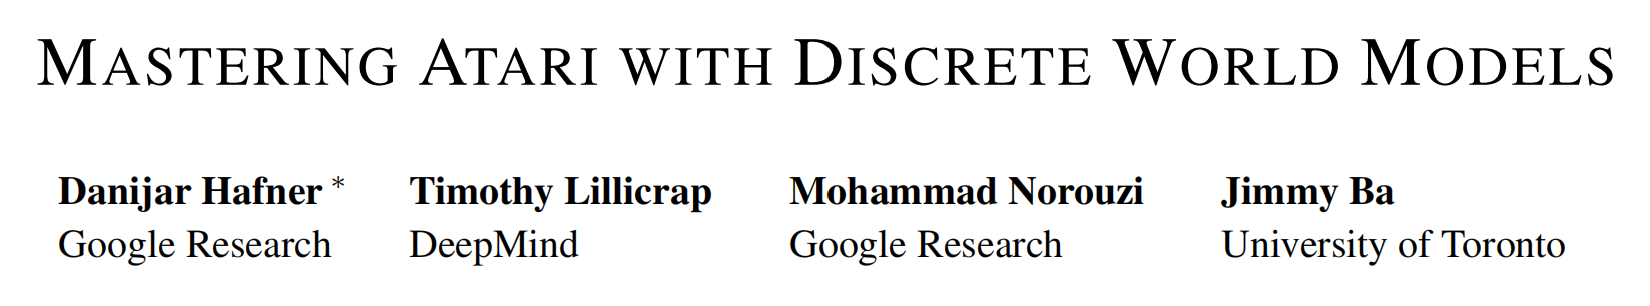 MASTERING ATARI WITH DISCRETE WORLD MODELS
Danijar Hafner * Timothy Lillicrap Mohammad Norouzi Jimmy Ba
Google Research DeepMind Google Research University of Toronto